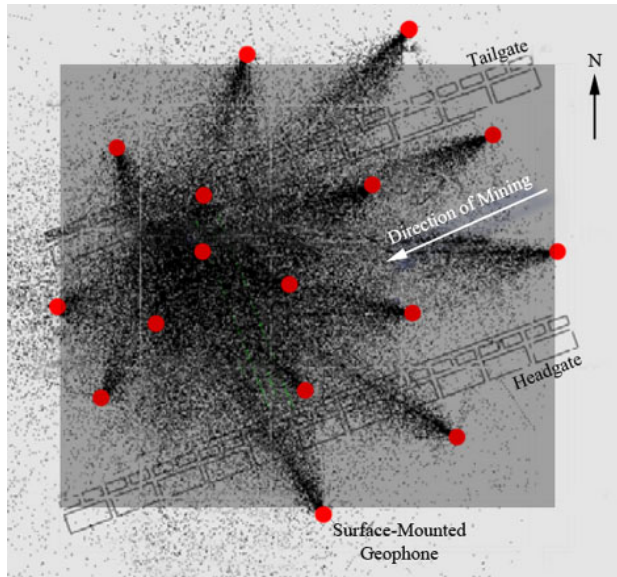 Tailgate
N
Direction of Mining
Headgate
Surface-Mounted
Geophone